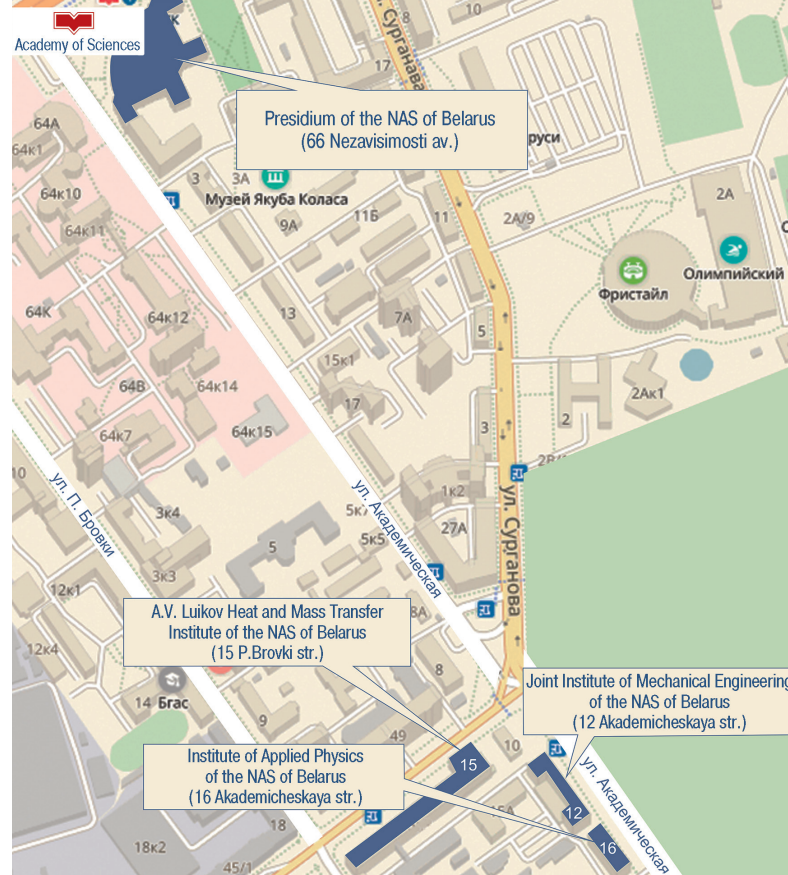 Academy of Sciences
Presidium of the NAS of Belarus
(66 Nezavisimosti av.)
ул. Сурганава
8
10
17
руси
64А
64к1
64к10
64к11
64К
64к12
64В
64к14
64к7
64к15
3
3А
Музей Якуба Коласа
9А
11Б
11
2А/9
2А
Олимпийский
Фристайл
13
7А
5
15к1
17
3
2
2Ак1
1к2
27А
10
ул. П. Бровки
3к4
5
5к5
ул. Академическая
ул. Сурганова
3к3
12к1
12к4
A.V. Luikov Heat and Mass Transfer
Institute of the NAS of Belarus
(15 P.Brovki str.)
8А
8
Joint Institute of Mechanical Engineering
of the NAS of Belarus
(12 Akademicheskaya str.)
14
Бгас
9
49
10
Institute of Applied Physics
of the NAS of Belarus
(16 Akademicheskaya str.)
15
12
16
15А
ул. Академическая
18
18к2
45/1